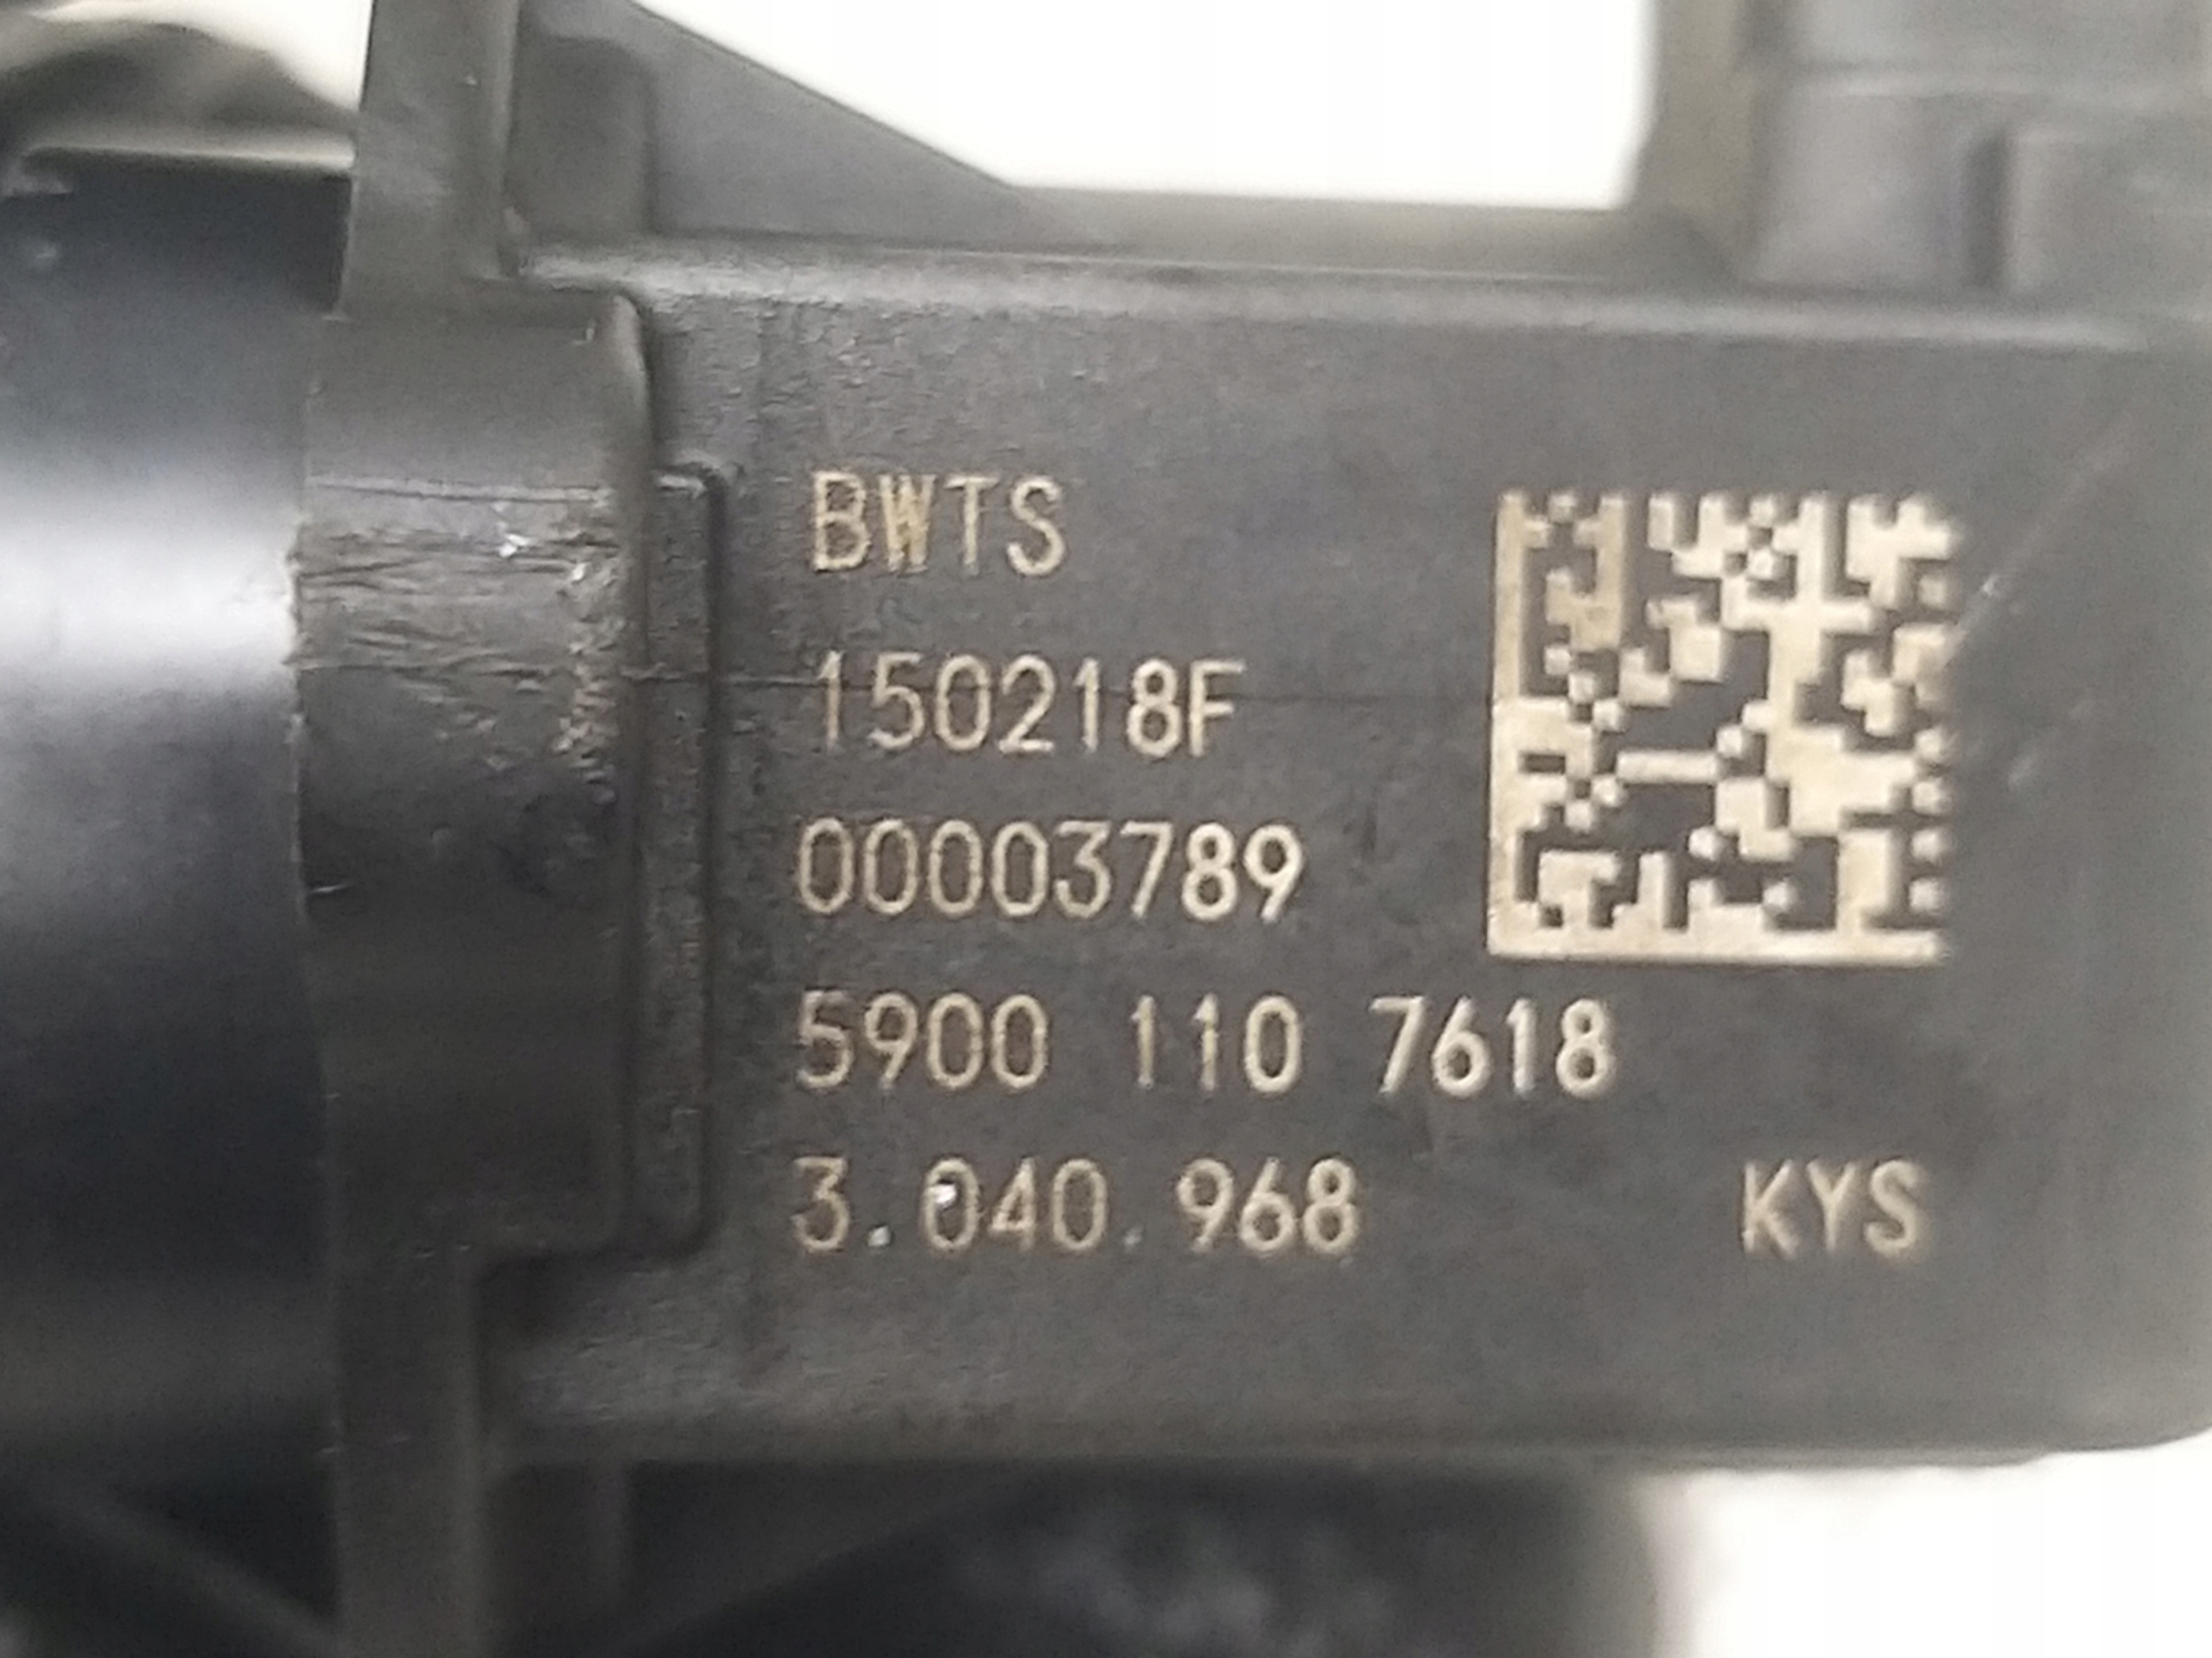 BWTS
150218F
00003789
5900 110 7618
3.040.968 KYS